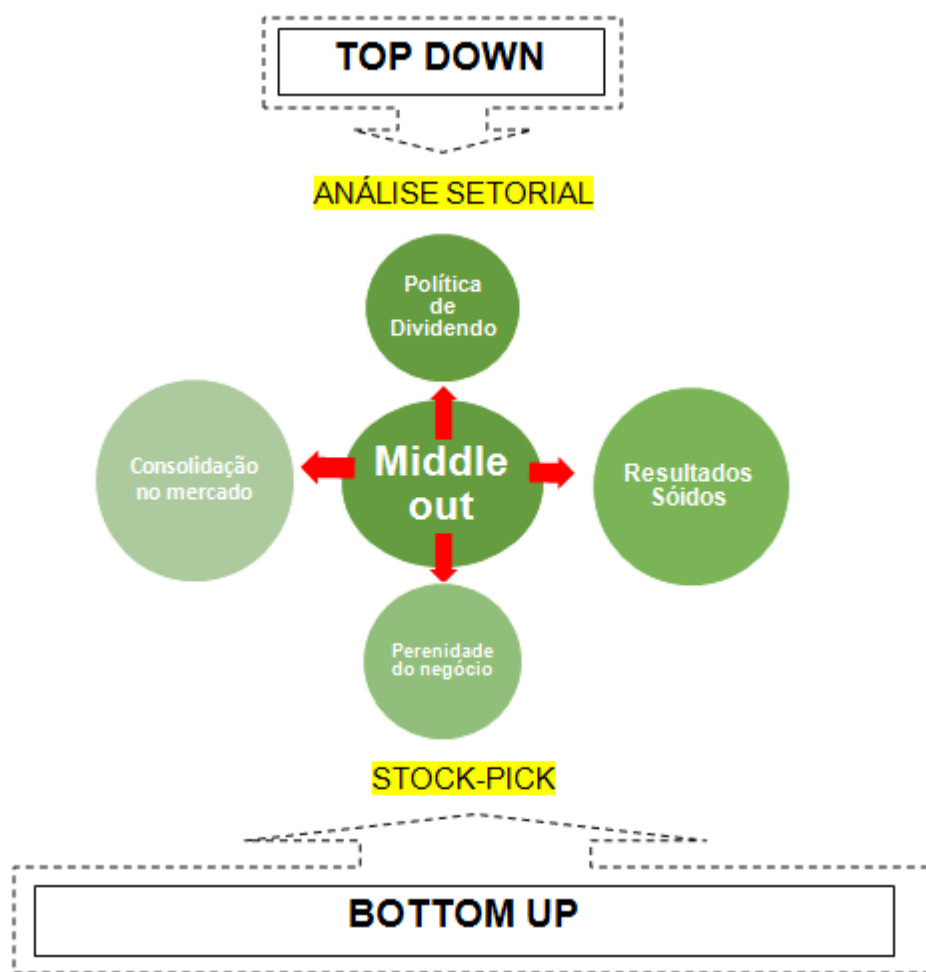 TOP DOWN
ANÁLISE SETORIAL
Política
de
Dividendo
Consolidação
no mercado
Middle
out
Resultados
Sóidos
Perenidade
do negócio
STOCK-PICK
BOTTOM UP